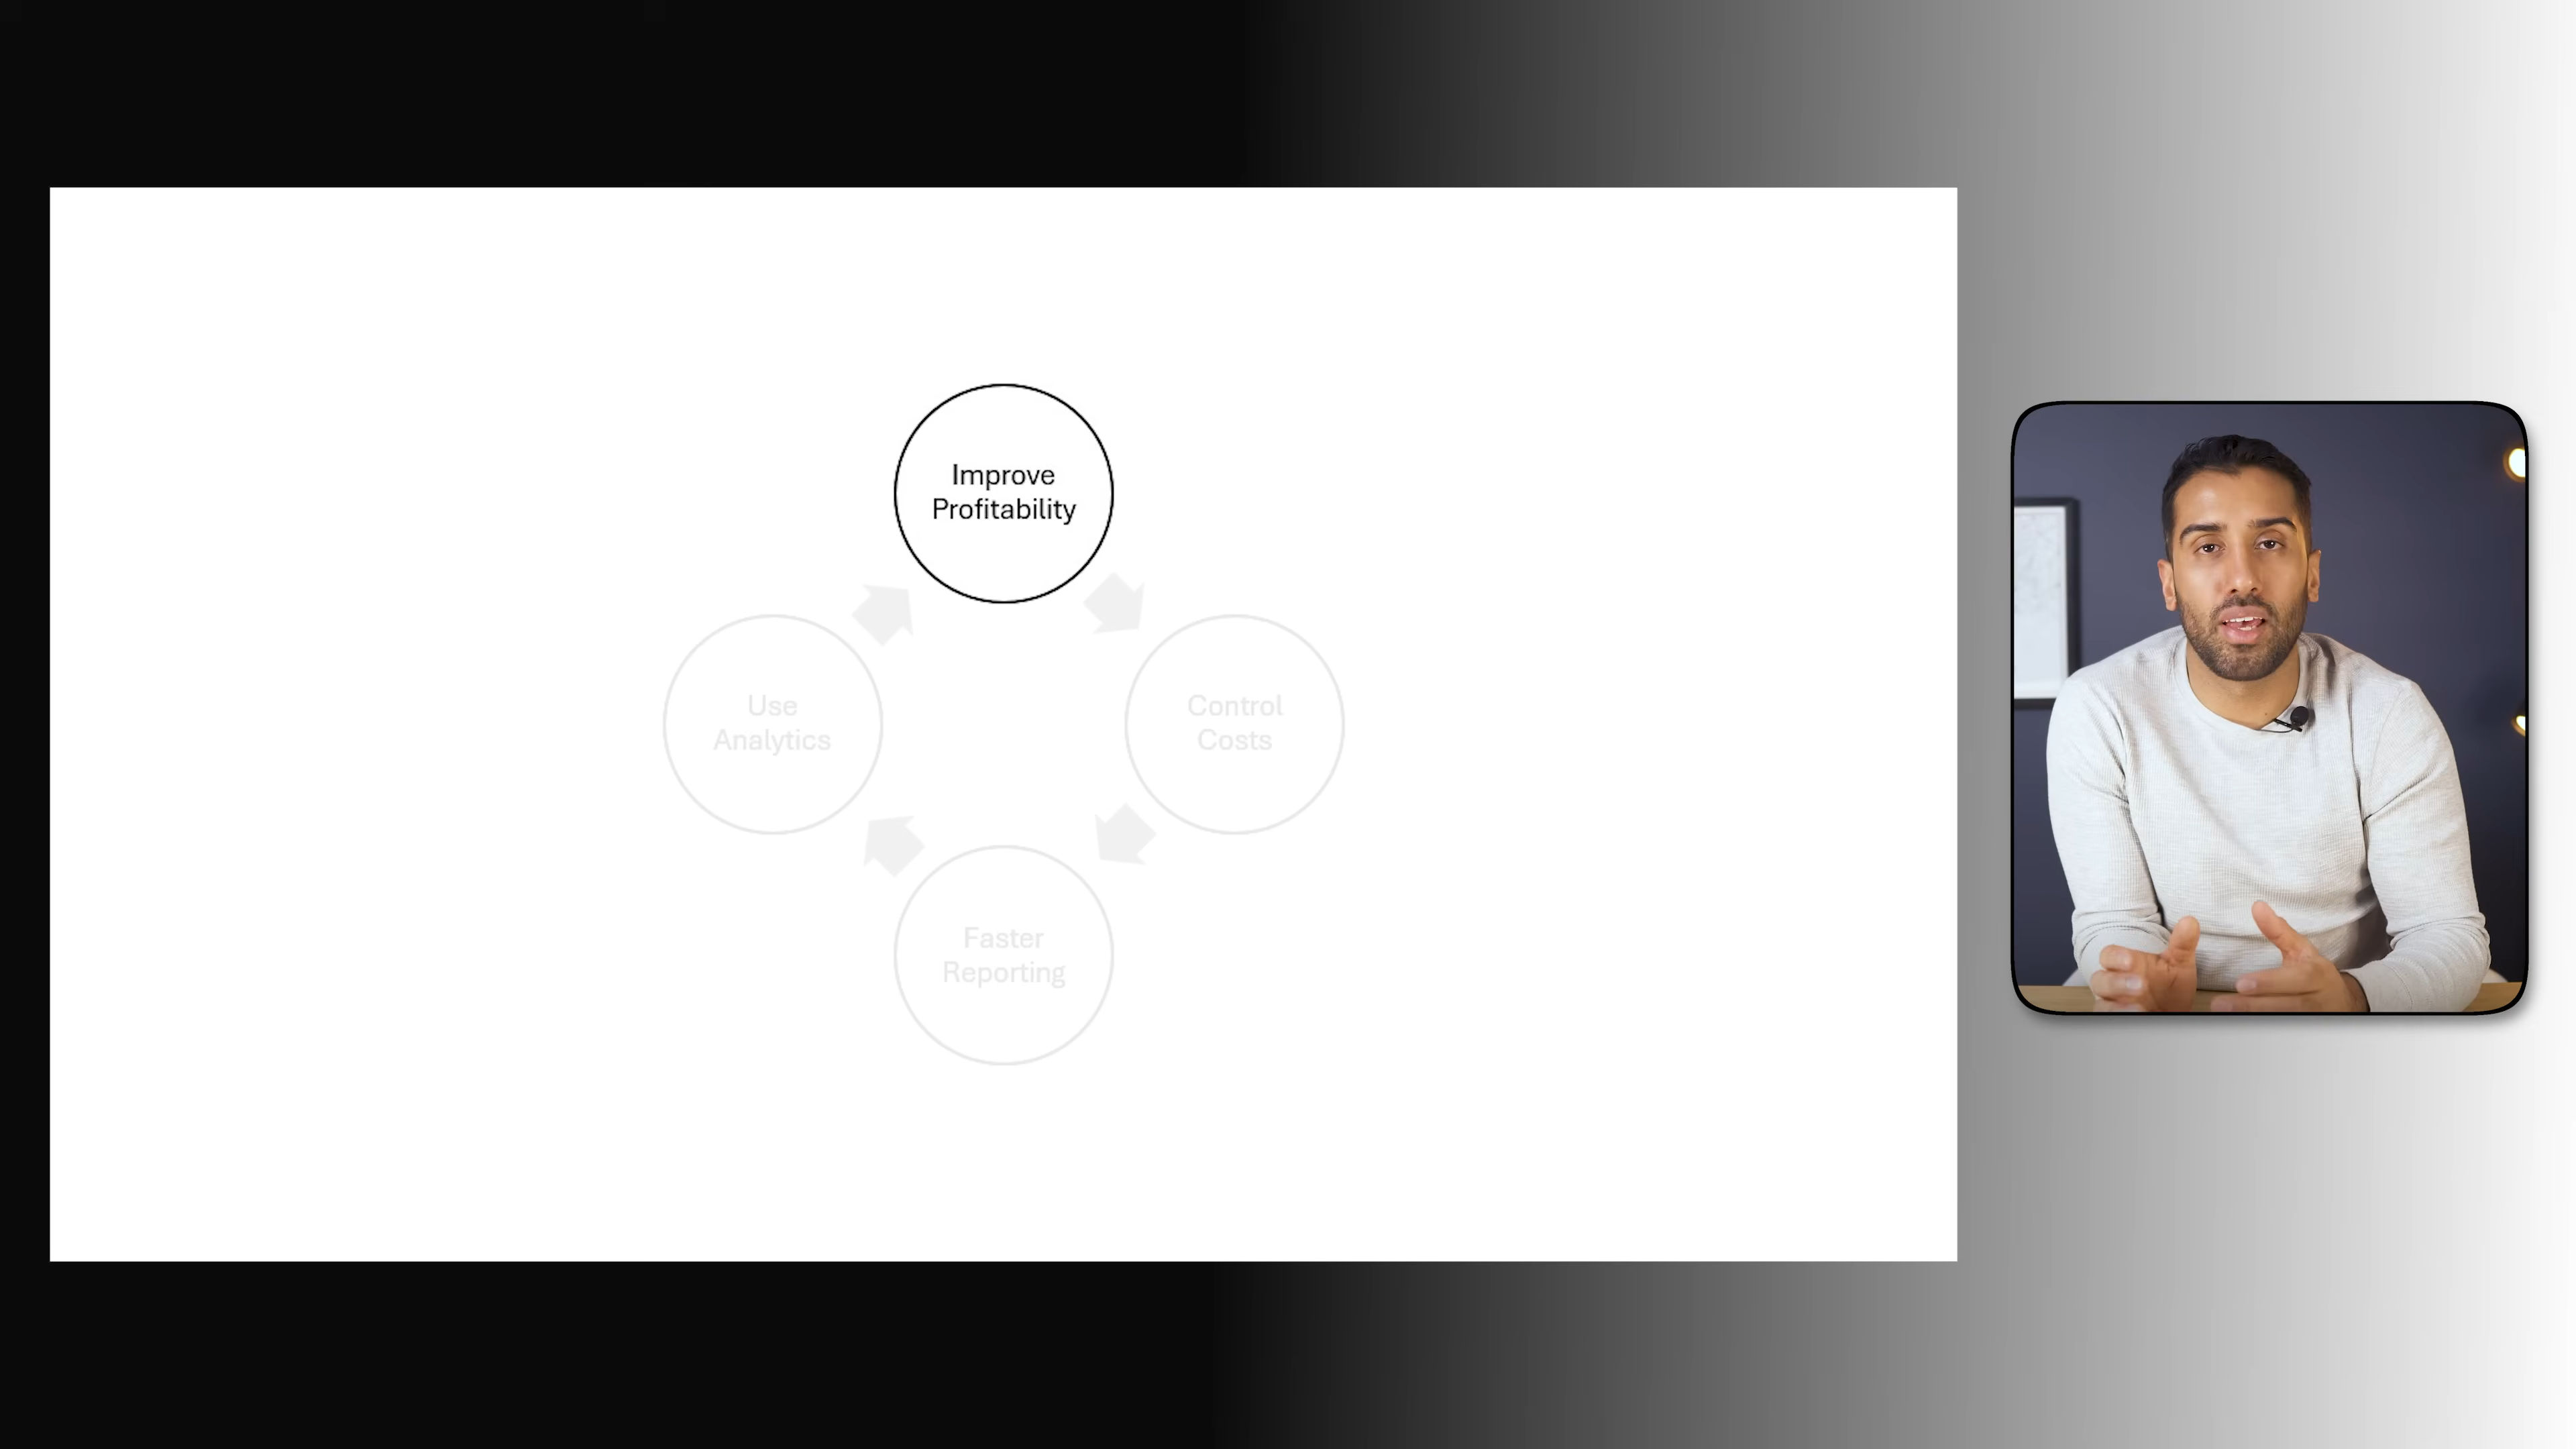 Improve
Profitability
Use
Analytics
Control
Costs
Faster
Reporting